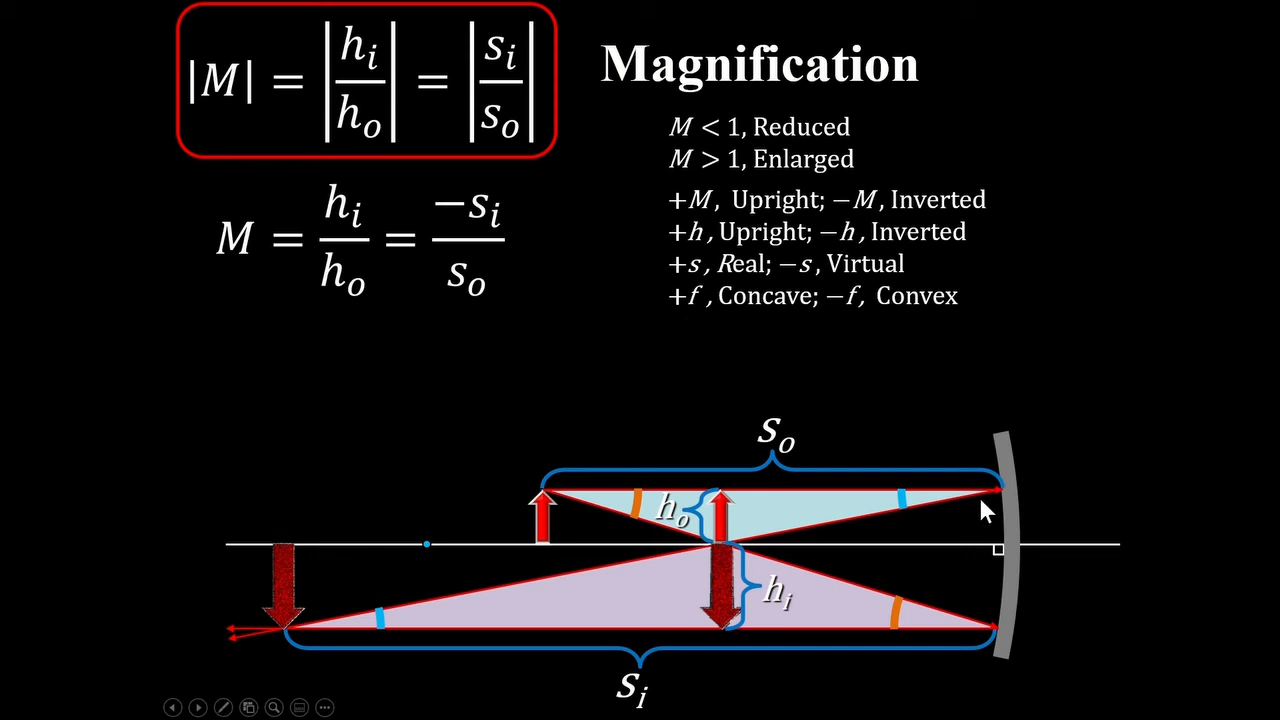 |M| = |h_i/h_o| = |s_i/s_o|
Magnification
M < 1, Reduced
M > 1, Enlarged
+M, Upright; −M, Inverted
+h, Upright; −h, Inverted
+s, Real; −s, Virtual
+f, Concave; −f, Convex
M = h_i/h_o = −s_i/s_o
s_o
h_o
h_i
s_i